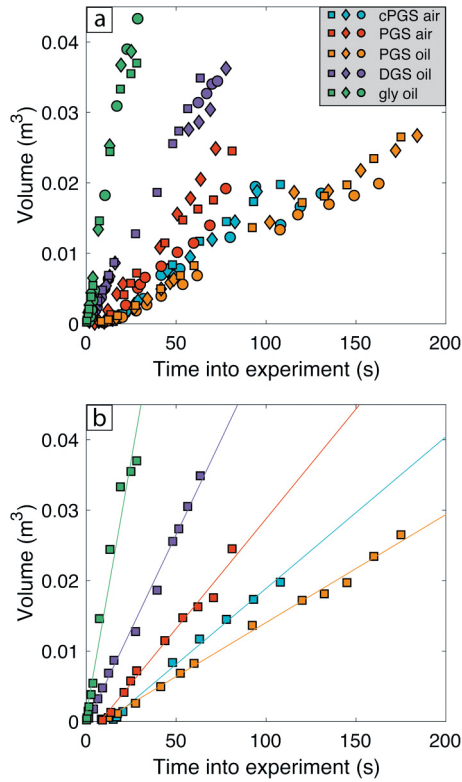 a
cPGS air
PGS air
PGS oil
DGS oil
gly oil
Volume (m³)
0.04
0.03
0.02
0.01
0
0 50 100 150 200
Time into experiment (s)
b
Volume (m³)
0.04
0.03
0.02
0.01
0
0 50 100 150 200
Time into experiment (s)